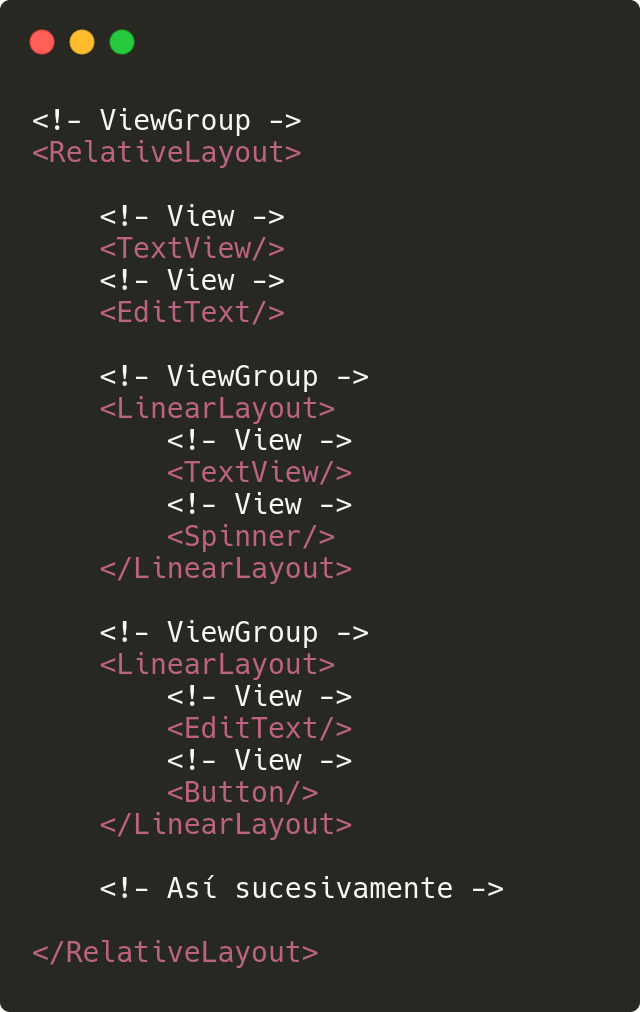 <!- ViewGroup ->
<RelativeLayout>
<!- View ->
<TextView/>
<!- View ->
<EditText/>
<!- ViewGroup ->
<LinearLayout>
<!- View ->
<TextView/>
<!- View ->
<Spinner/>
</LinearLayout>
<!- ViewGroup ->
<LinearLayout>
<!- View ->
<EditText/>
<!- View ->
<Button/>
</LinearLayout>
<!- Así sucesivamente ->
</RelativeLayout>